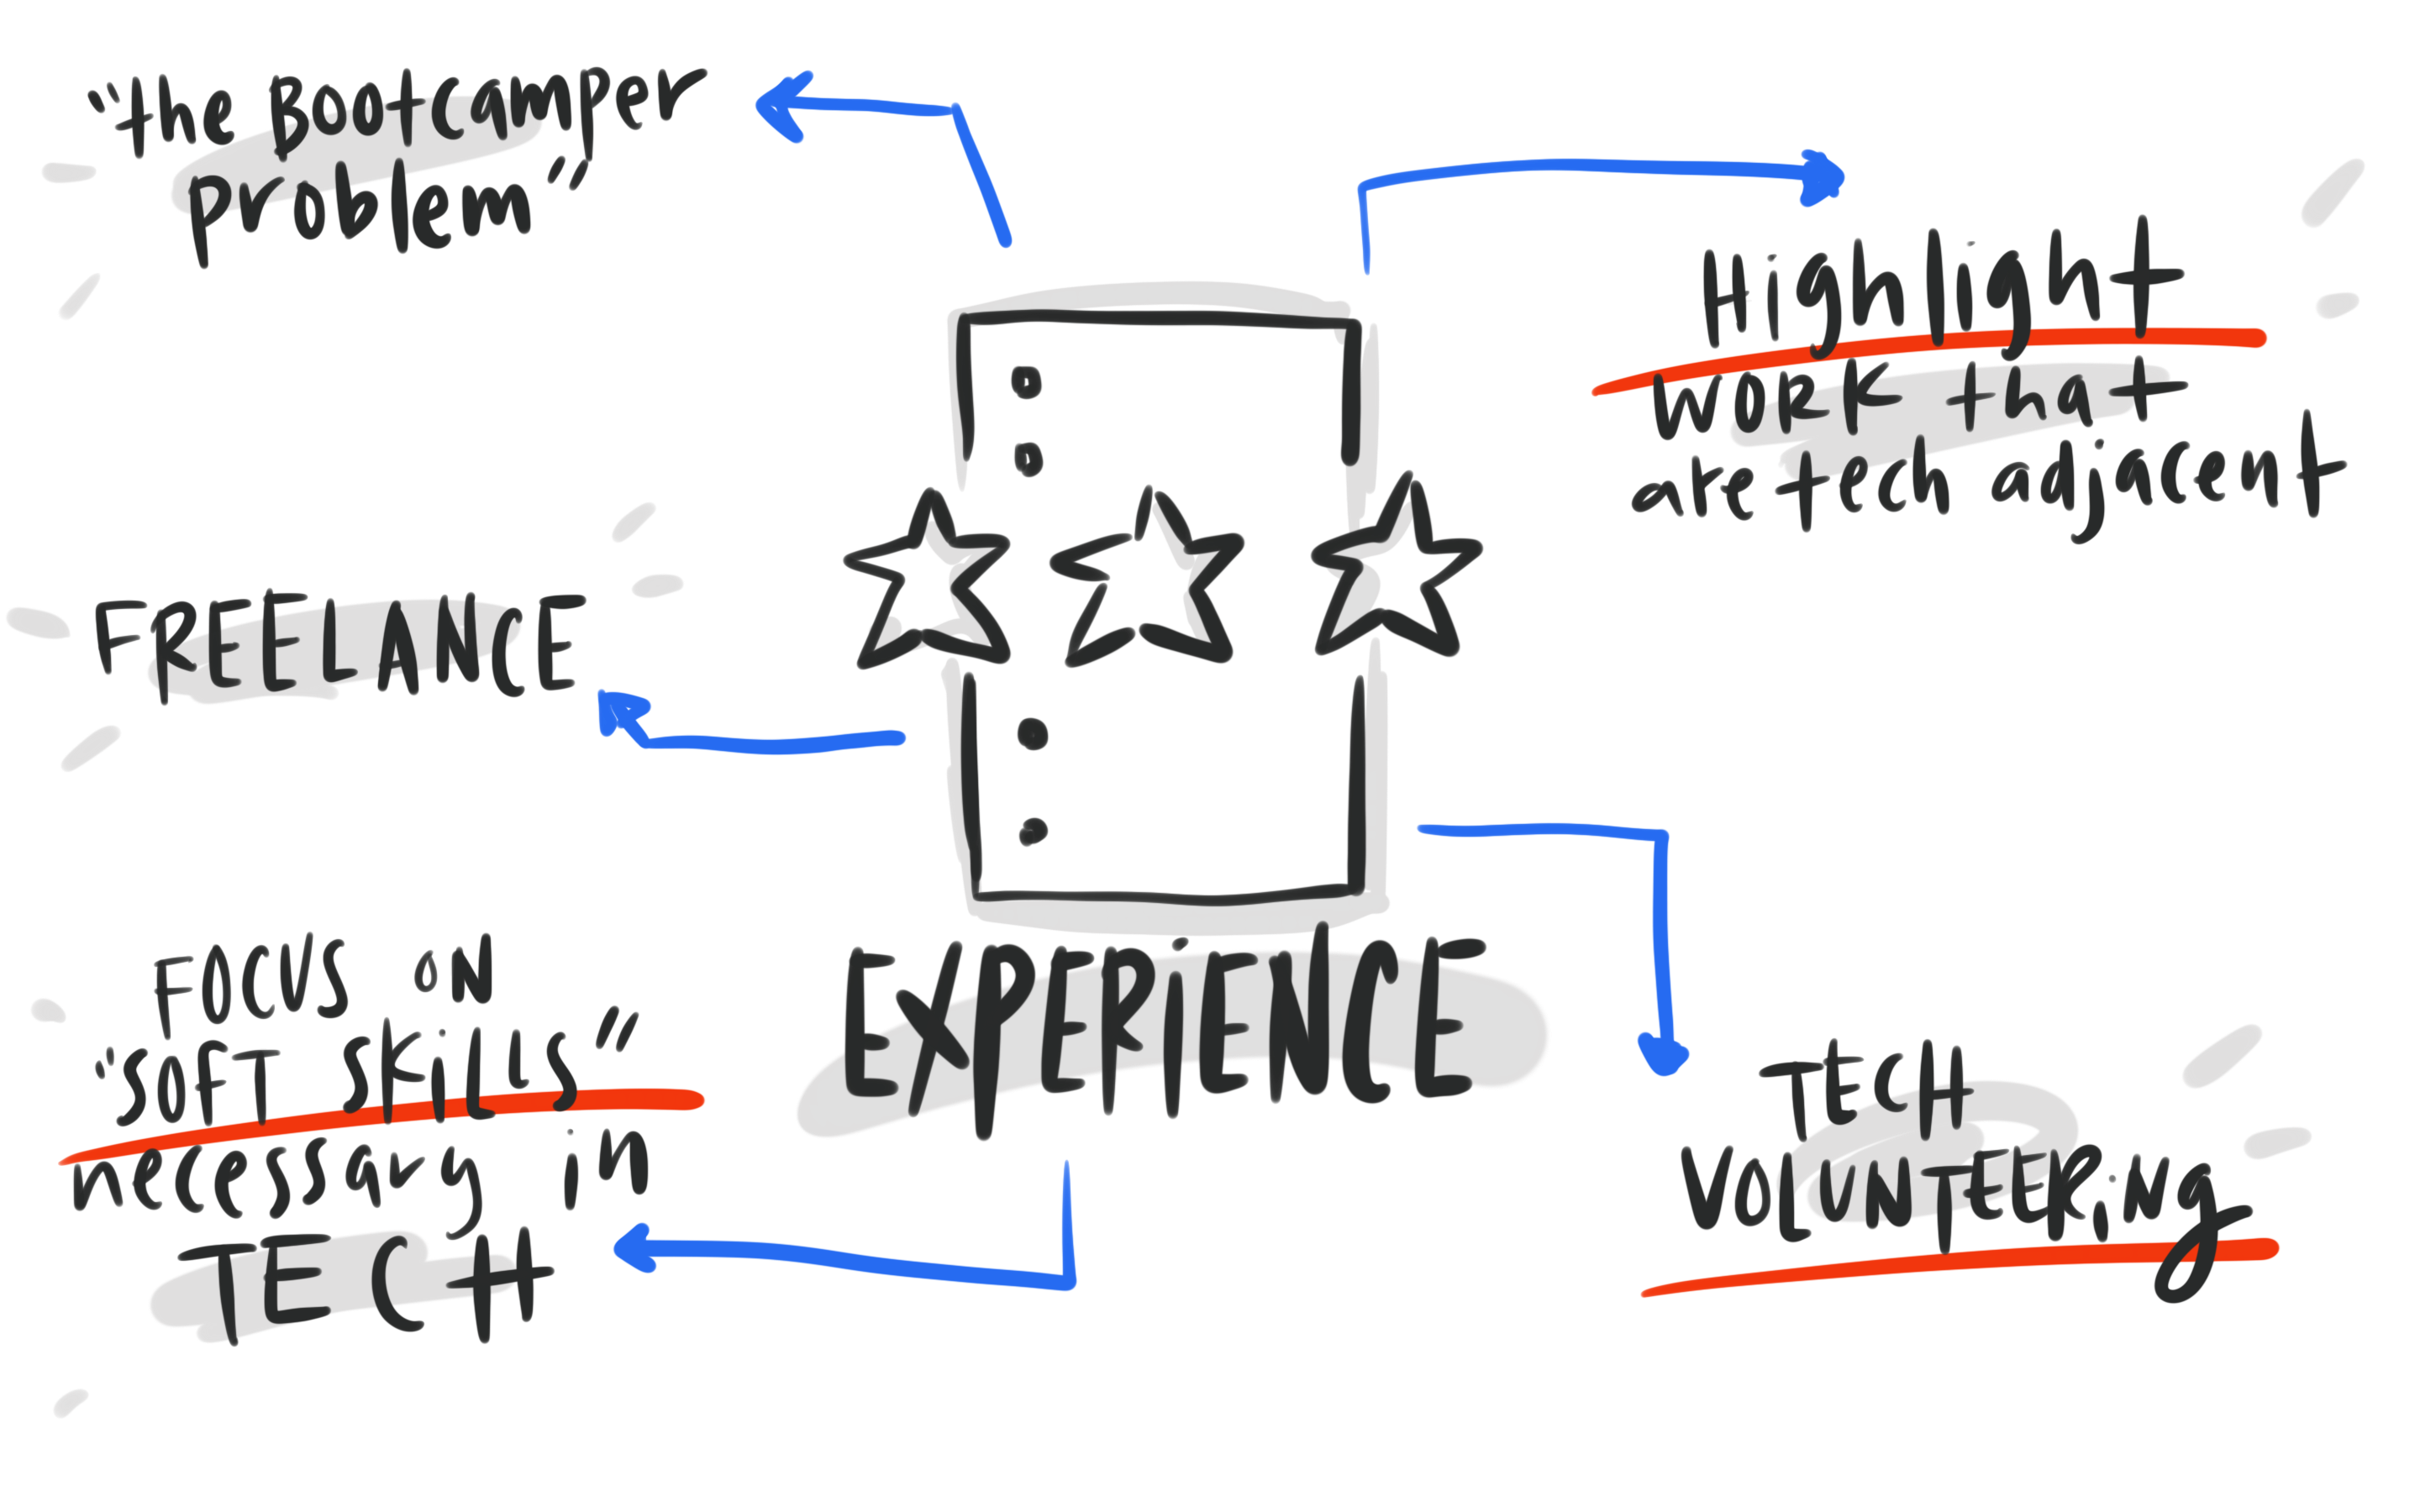 "the Bootcamper
problem"
Highlight
work that
are tech adjacent
FREELANCE
EXPERiENCE
FOCUS ON
"SOFT SKiLLS"
necessary in
TECH
TECH
VOLUNTEERiNg